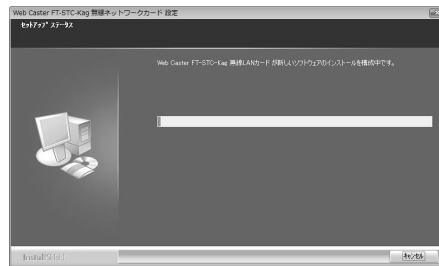 Web Caster FT-STC-Kag 無線ネットワークカード 設定
セットアップ ステータス
Web Caster FT-STC-Kag 無線LANカード が新しいソフトウェアのインストールを構成中です。
InstallShield
キャンセル